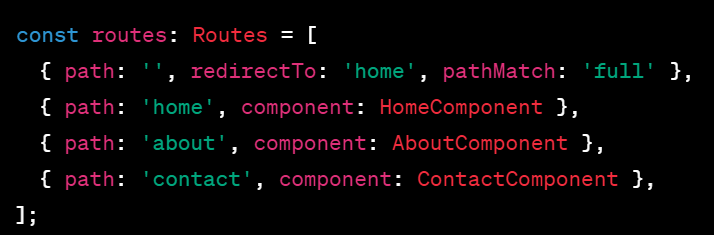 const routes: Routes = [
  { path: '', redirectTo: 'home', pathMatch: 'full' },
  { path: 'home', component: HomeComponent },
  { path: 'about', component: AboutComponent },
  { path: 'contact', component: ContactComponent },
];